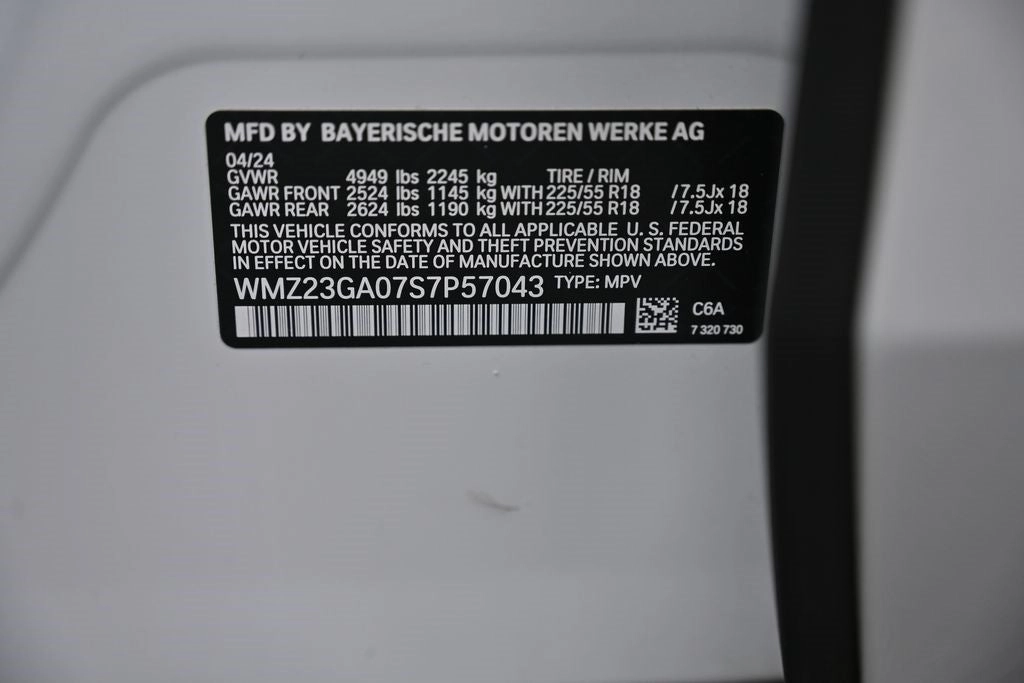 MFD BY BAYERISCHE MOTOREN WERKE AG
04/24
GVWR 4949 lbs 2245 kg TIRE / RIM
GAWR FRONT 2524 lbs 1145 kg WITH 225/55 R18 /7.5Jx 18
GAWR REAR 2624 lbs 1190 kg WITH 225/55 R18 /7.5Jx 18
THIS VEHICLE CONFORMS TO ALL APPLICABLE U. S. FEDERAL
MOTOR VEHICLE SAFETY AND THEFT PREVENTION STANDARDS
IN EFFECT ON THE DATE OF MANUFACTURE SHOWN ABOVE.
WMZ23GA07S7P57043 TYPE: MPV
C6A
7 320 730